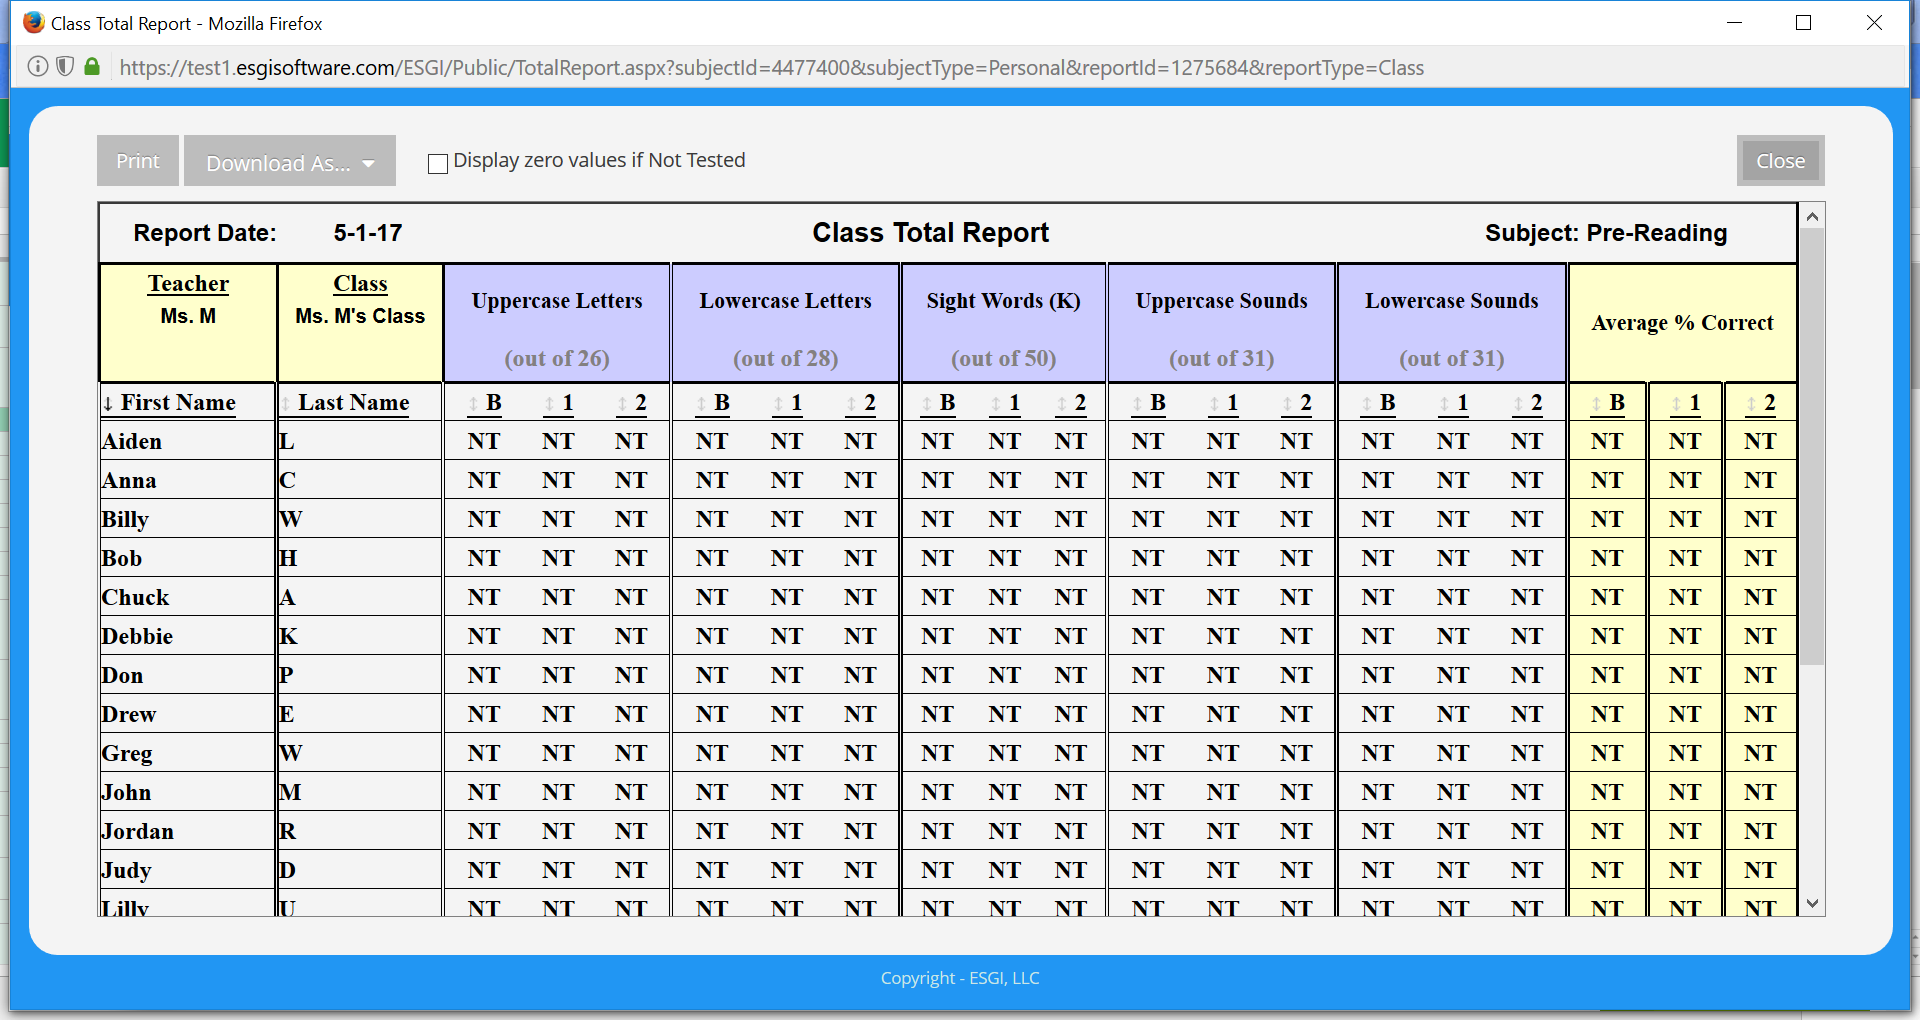 Class Total Report - Mozilla Firefox
https://test1.esgisoftware.com/ESGI/Public/TotalReport.aspx?subjectId=4477400&subjectType=Personal&reportId=1275684&reportType=Class
Print Download As... Display zero values if Not Tested Close
Report Date: 5-1-17 Class Total Report Subject: Pre-Reading
Teacher Class
Ms. M Ms. M's Class
Uppercase Letters Lowercase Letters Sight Words (K) Uppercase Sounds Lowercase Sounds Average % Correct
(out of 26) (out of 28) (out of 50) (out of 31) (out of 31)
↓ First Name ↕ Last Name ↕ B ↕ 1 ↕ 2 ↕ B ↕ 1 ↕ 2 ↕ B ↕ 1 ↕ 2 ↕ B ↕ 1 ↕ 2 ↕ B ↕ 1 ↕ 2 ↕ B ↕ 1 ↕ 2
Aiden L NT NT NT NT NT NT NT NT NT NT NT NT NT NT NT NT NT NT
Anna C NT NT NT NT NT NT NT NT NT NT NT NT NT NT NT NT NT NT
Billy W NT NT NT NT NT NT NT NT NT NT NT NT NT NT NT NT NT NT
Bob H NT NT NT NT NT NT NT NT NT NT NT NT NT NT NT NT NT NT
Chuck A NT NT NT NT NT NT NT NT NT NT NT NT NT NT NT NT NT NT
Debbie K NT NT NT NT NT NT NT NT NT NT NT NT NT NT NT NT NT NT
Don P NT NT NT NT NT NT NT NT NT NT NT NT NT NT NT NT NT NT
Drew E NT NT NT NT NT NT NT NT NT NT NT NT NT NT NT NT NT NT
Greg W NT NT NT NT NT NT NT NT NT NT NT NT NT NT NT NT NT NT
John M NT NT NT NT NT NT NT NT NT NT NT NT NT NT NT NT NT NT
Jordan R NT NT NT NT NT NT NT NT NT NT NT NT NT NT NT NT NT NT
Judy D NT NT NT NT NT NT NT NT NT NT NT NT NT NT NT NT NT NT
Lilly U NT NT NT NT NT NT NT NT NT NT NT NT NT NT NT NT NT NT
Copyright - ESGI, LLC